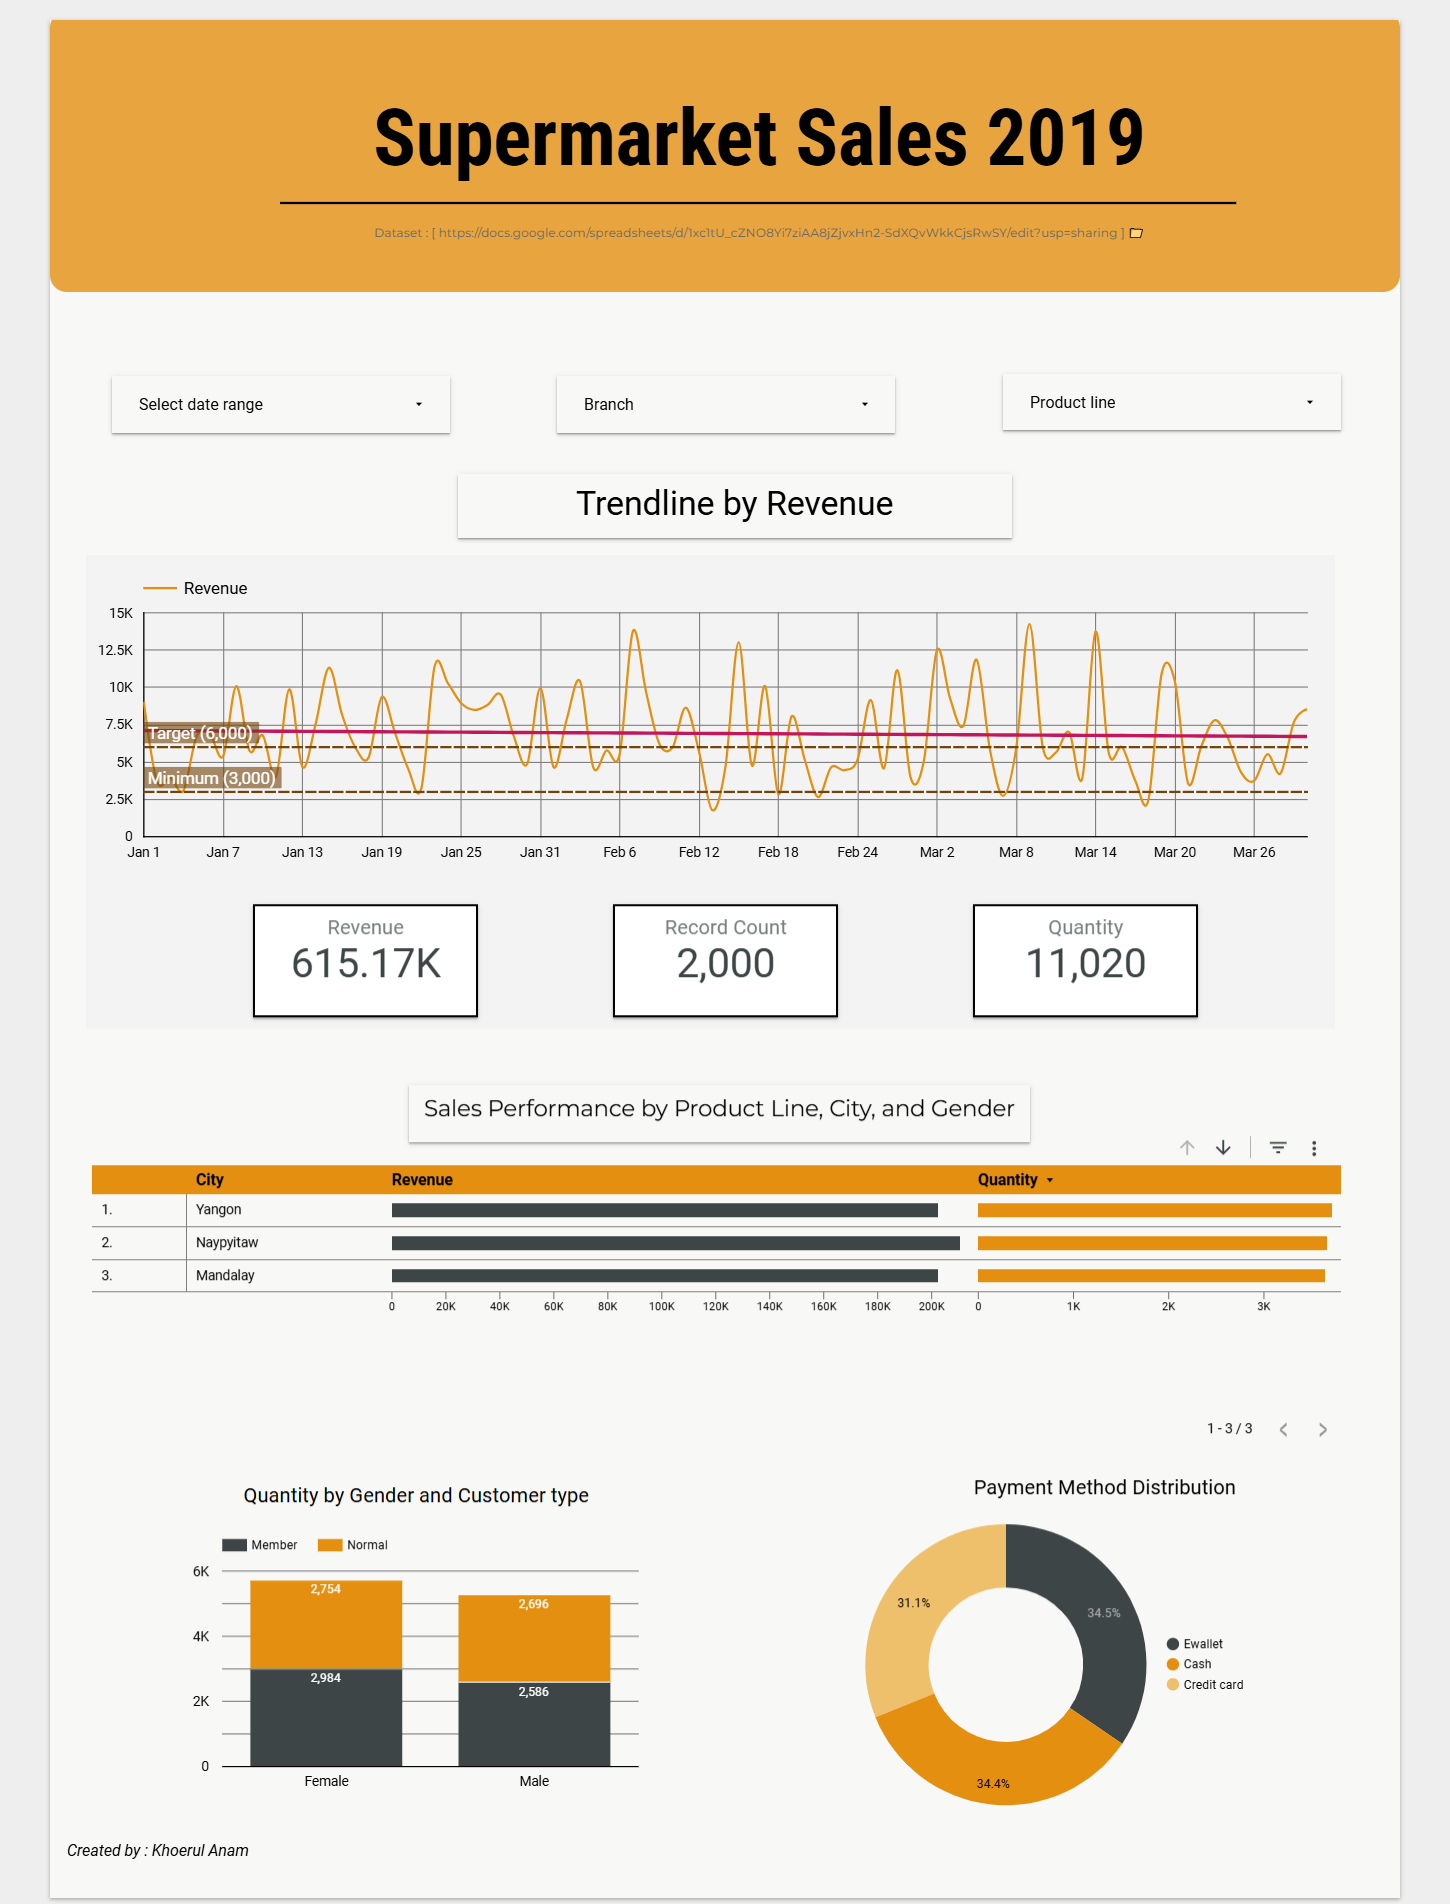 Supermarket Sales 2019
Dataset : [ https://docs.google.com/spreadsheets/d/1xc1tU_cZNO8Yi7ziAA8jZjvxHn2-SdXQvWkkCjsRwSY/edit?usp=sharing ]
Select date range
Branch
Product line
Trendline by Revenue
Revenue
15K
12.5K
10K
7.5K
5K
2.5K
0
Target (6,000)
Minimum (3,000)
Jan 1 Jan 7 Jan 13 Jan 19 Jan 25 Jan 31 Feb 6 Feb 12 Feb 18 Feb 24 Mar 2 Mar 8 Mar 14 Mar 20 Mar 26
Revenue
615.17K
Record Count
2,000
Quantity
11,020
Sales Performance by Product Line, City, and Gender
City Revenue Quantity
1. Yangon
2. Naypyitaw
3. Mandalay
0 20K 40K 60K 80K 100K 120K 140K 160K 180K 200K 0 1K 2K 3K
1 - 3 / 3
Quantity by Gender and Customer type
Member Normal
6K
4K
2K
0
2,754
2,984
2,696
2,586
Female Male
Payment Method Distribution
31.1%
34.5%
34.4%
Ewallet
Cash
Credit card
Created by : Khoerul Anam